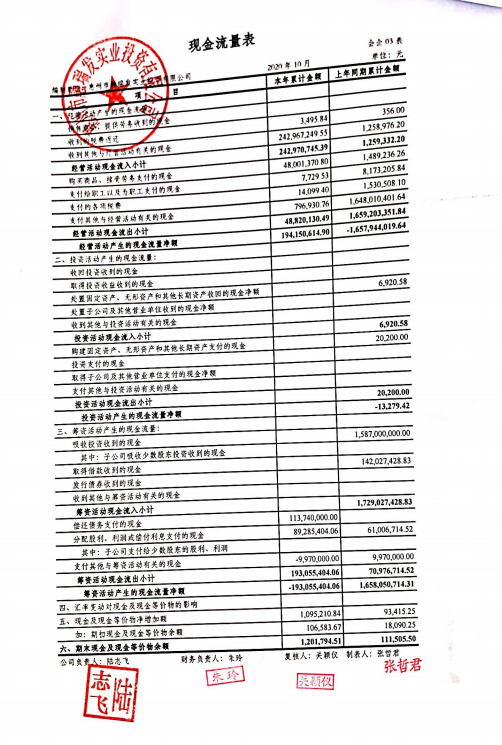 现金流量表
会企 03 表
2020 年 10 月 单位：元
项 目 本年累计金额 上年同期累计金额
一、经营活动产生的现金流量：
销售商品、提供劳务收到的现金
收到的税费返还 3,495.84 356.00
收到其他与经营活动有关的现金 242,967,249.55 1,258,976.20
经营活动现金流入小计 242,970,745.39 1,259,332.20
购买商品、接受劳务支付的现金 48,001,370.80 1,489,236.26
支付给职工以及为职工支付的现金 7,729.53 8,173,205.84
支付的各项税费 14,099.40 1,530,508.10
支付其他与经营活动有关的现金 796,930.76 1,648,010,401.64
经营活动现金流出小计 48,820,130.49 1,659,203,351.84
经营活动产生的现金流量净额 194,150,614.90 -1,657,944,019.64
二、投资活动产生的现金流量：
收回投资收到的现金
取得投资收益收到的现金
处置固定资产、无形资产和其他长期资产收回的现金净额 6,920.58
处置子公司及其他营业单位收到的现金净额
收到其他与投资活动有关的现金
投资活动现金流入小计 6,920.58
购建固定资产、无形资产和其他长期资产支付的现金 20,200.00
投资支付的现金
取得子公司及其他营业单位支付的现金净额
支付其他与投资活动有关的现金
投资活动现金流出小计 20,200.00
投资活动产生的现金流量净额 -13,279.42
三、筹资活动产生的现金流量：
吸收投资收到的现金 1,587,000,000.00
其中：子公司吸收少数股东投资收到的现金
取得借款收到的现金 142,027,428.83
发行债券收到的现金
收到其他与筹资活动有关的现金
筹资活动现金流入小计 1,729,027,428.83
偿还债务支付的现金 113,740,000.00
分配股利、利润或偿付利息支付的现金 89,285,404.06 61,006,714.52
其中：子公司支付给少数股东的股利、利润
支付其他与筹资活动有关的现金 -9,970,000.00 9,970,000.00
筹资活动现金流出小计 193,055,404.06 70,976,714.52
筹资活动产生的现金流量净额 -193,055,404.06 1,658,050,714.31
四、汇率变动对现金及现金等价物的影响
五、现金及现金等价物净增加额 1,095,210.84 93,415.25
加：期初现金及现金等价物余额 106,583.67 18,090.25
六、期末现金及现金等价物余额 1,201,794.51 111,505.50
公司负责人：陆志飞 财务负责人：朱玲 复核人：关颖仪 制表人：张哲君
陆志飞
朱玲
关颖仪
张哲君